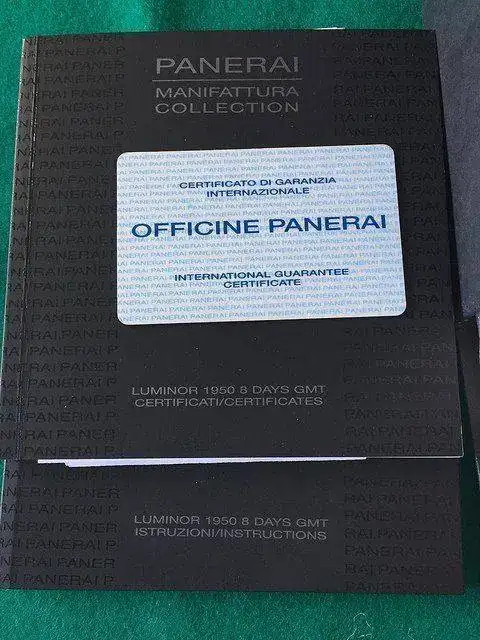 PANERAI
MANIFATTURA
COLLECTION
CERTIFICATO DI GARANZIA
INTERNAZIONALE
OFFICINE PANERAI
INTERNATIONAL GUARANTEE
CERTIFICATE
LUMINOR 1950 8 DAYS GMT
CERTIFICATI/CERTIFICATES
LUMINOR 1950 8 DAYS GMT
ISTRUZIONI/INSTRUCTIONS